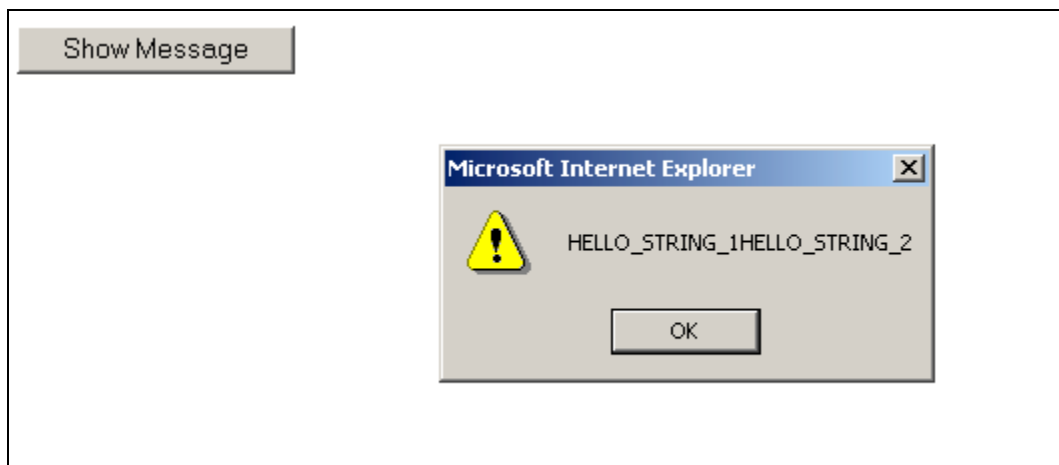 Show Message
Microsoft Internet Explorer
HELLO_STRING_1HELLO_STRING_2
OK